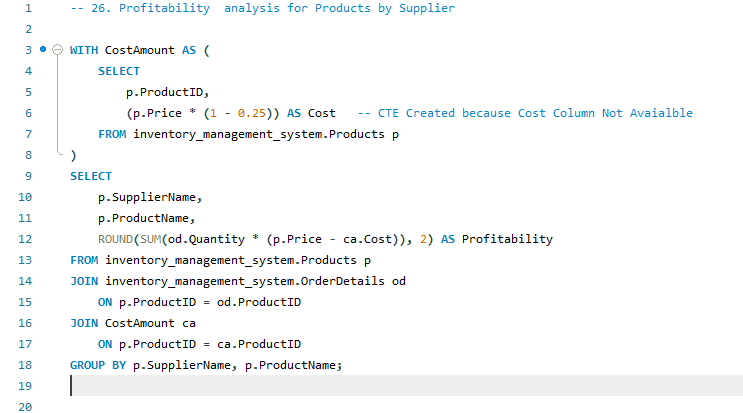 1 -- 26. Profitability  analysis for Products by Supplier
2
3 WITH CostAmount AS (
4 SELECT
5 p.ProductID,
6 (p.Price * (1 - 0.25)) AS Cost   -- CTE Created because Cost Column Not Avaialble
7 FROM inventory_management_system.Products p
8 )
9 SELECT
10 p.SupplierName,
11 p.ProductName,
12 ROUND(SUM(od.Quantity * (p.Price - ca.Cost)), 2) AS Profitability
13 FROM inventory_management_system.Products p
14 JOIN inventory_management_system.OrderDetails od
15 ON p.ProductID = od.ProductID
16 JOIN CostAmount ca
17 ON p.ProductID = ca.ProductID
18 GROUP BY p.SupplierName, p.ProductName;
19
20